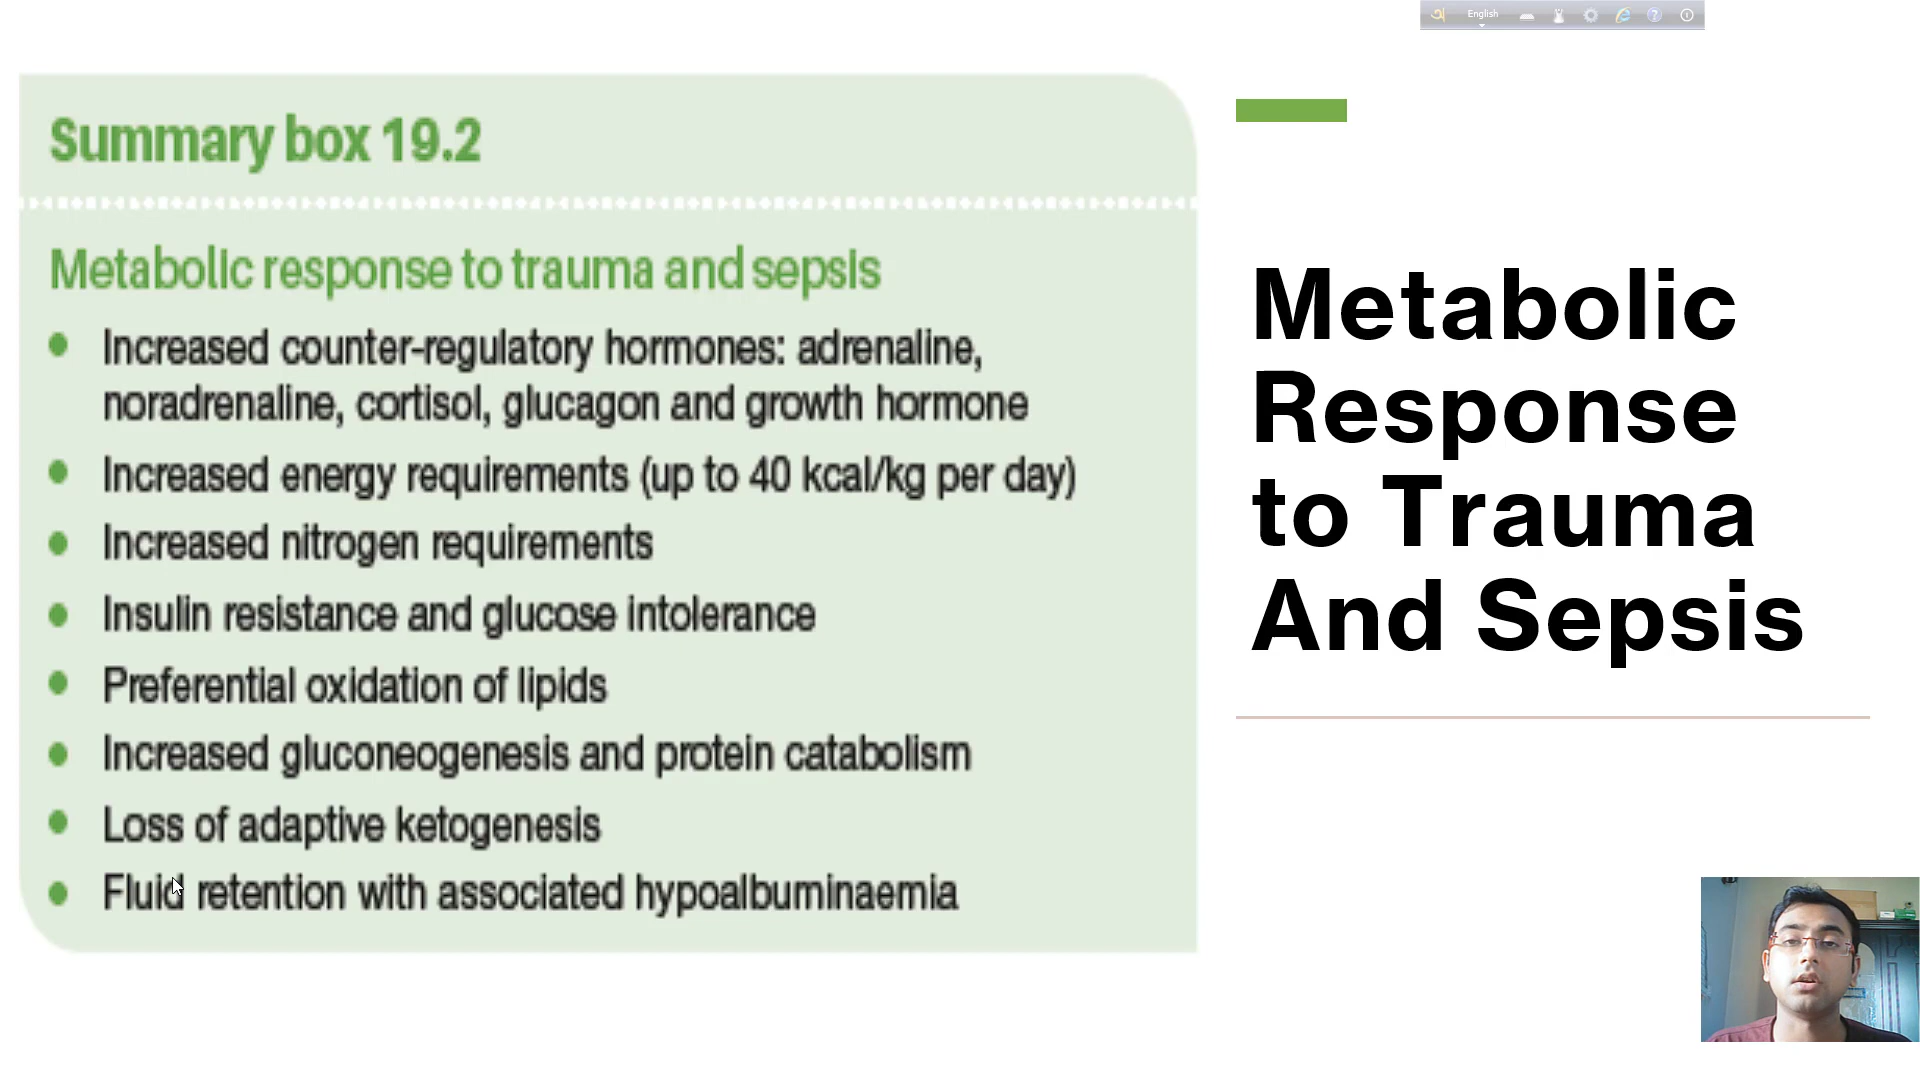 English
Summary box 19.2
Metabolic response to trauma and sepsis
Increased counter-regulatory hormones: adrenaline,
noradrenaline, cortisol, glucagon and growth hormone
Increased energy requirements (up to 40 kcal/kg per day)
Increased nitrogen requirements
Insulin resistance and glucose intolerance
Preferential oxidation of lipids
Increased gluconeogenesis and protein catabolism
Loss of adaptive ketogenesis
Fluid retention with associated hypoalbuminaemia
Metabolic
Response
to Trauma
And Sepsis